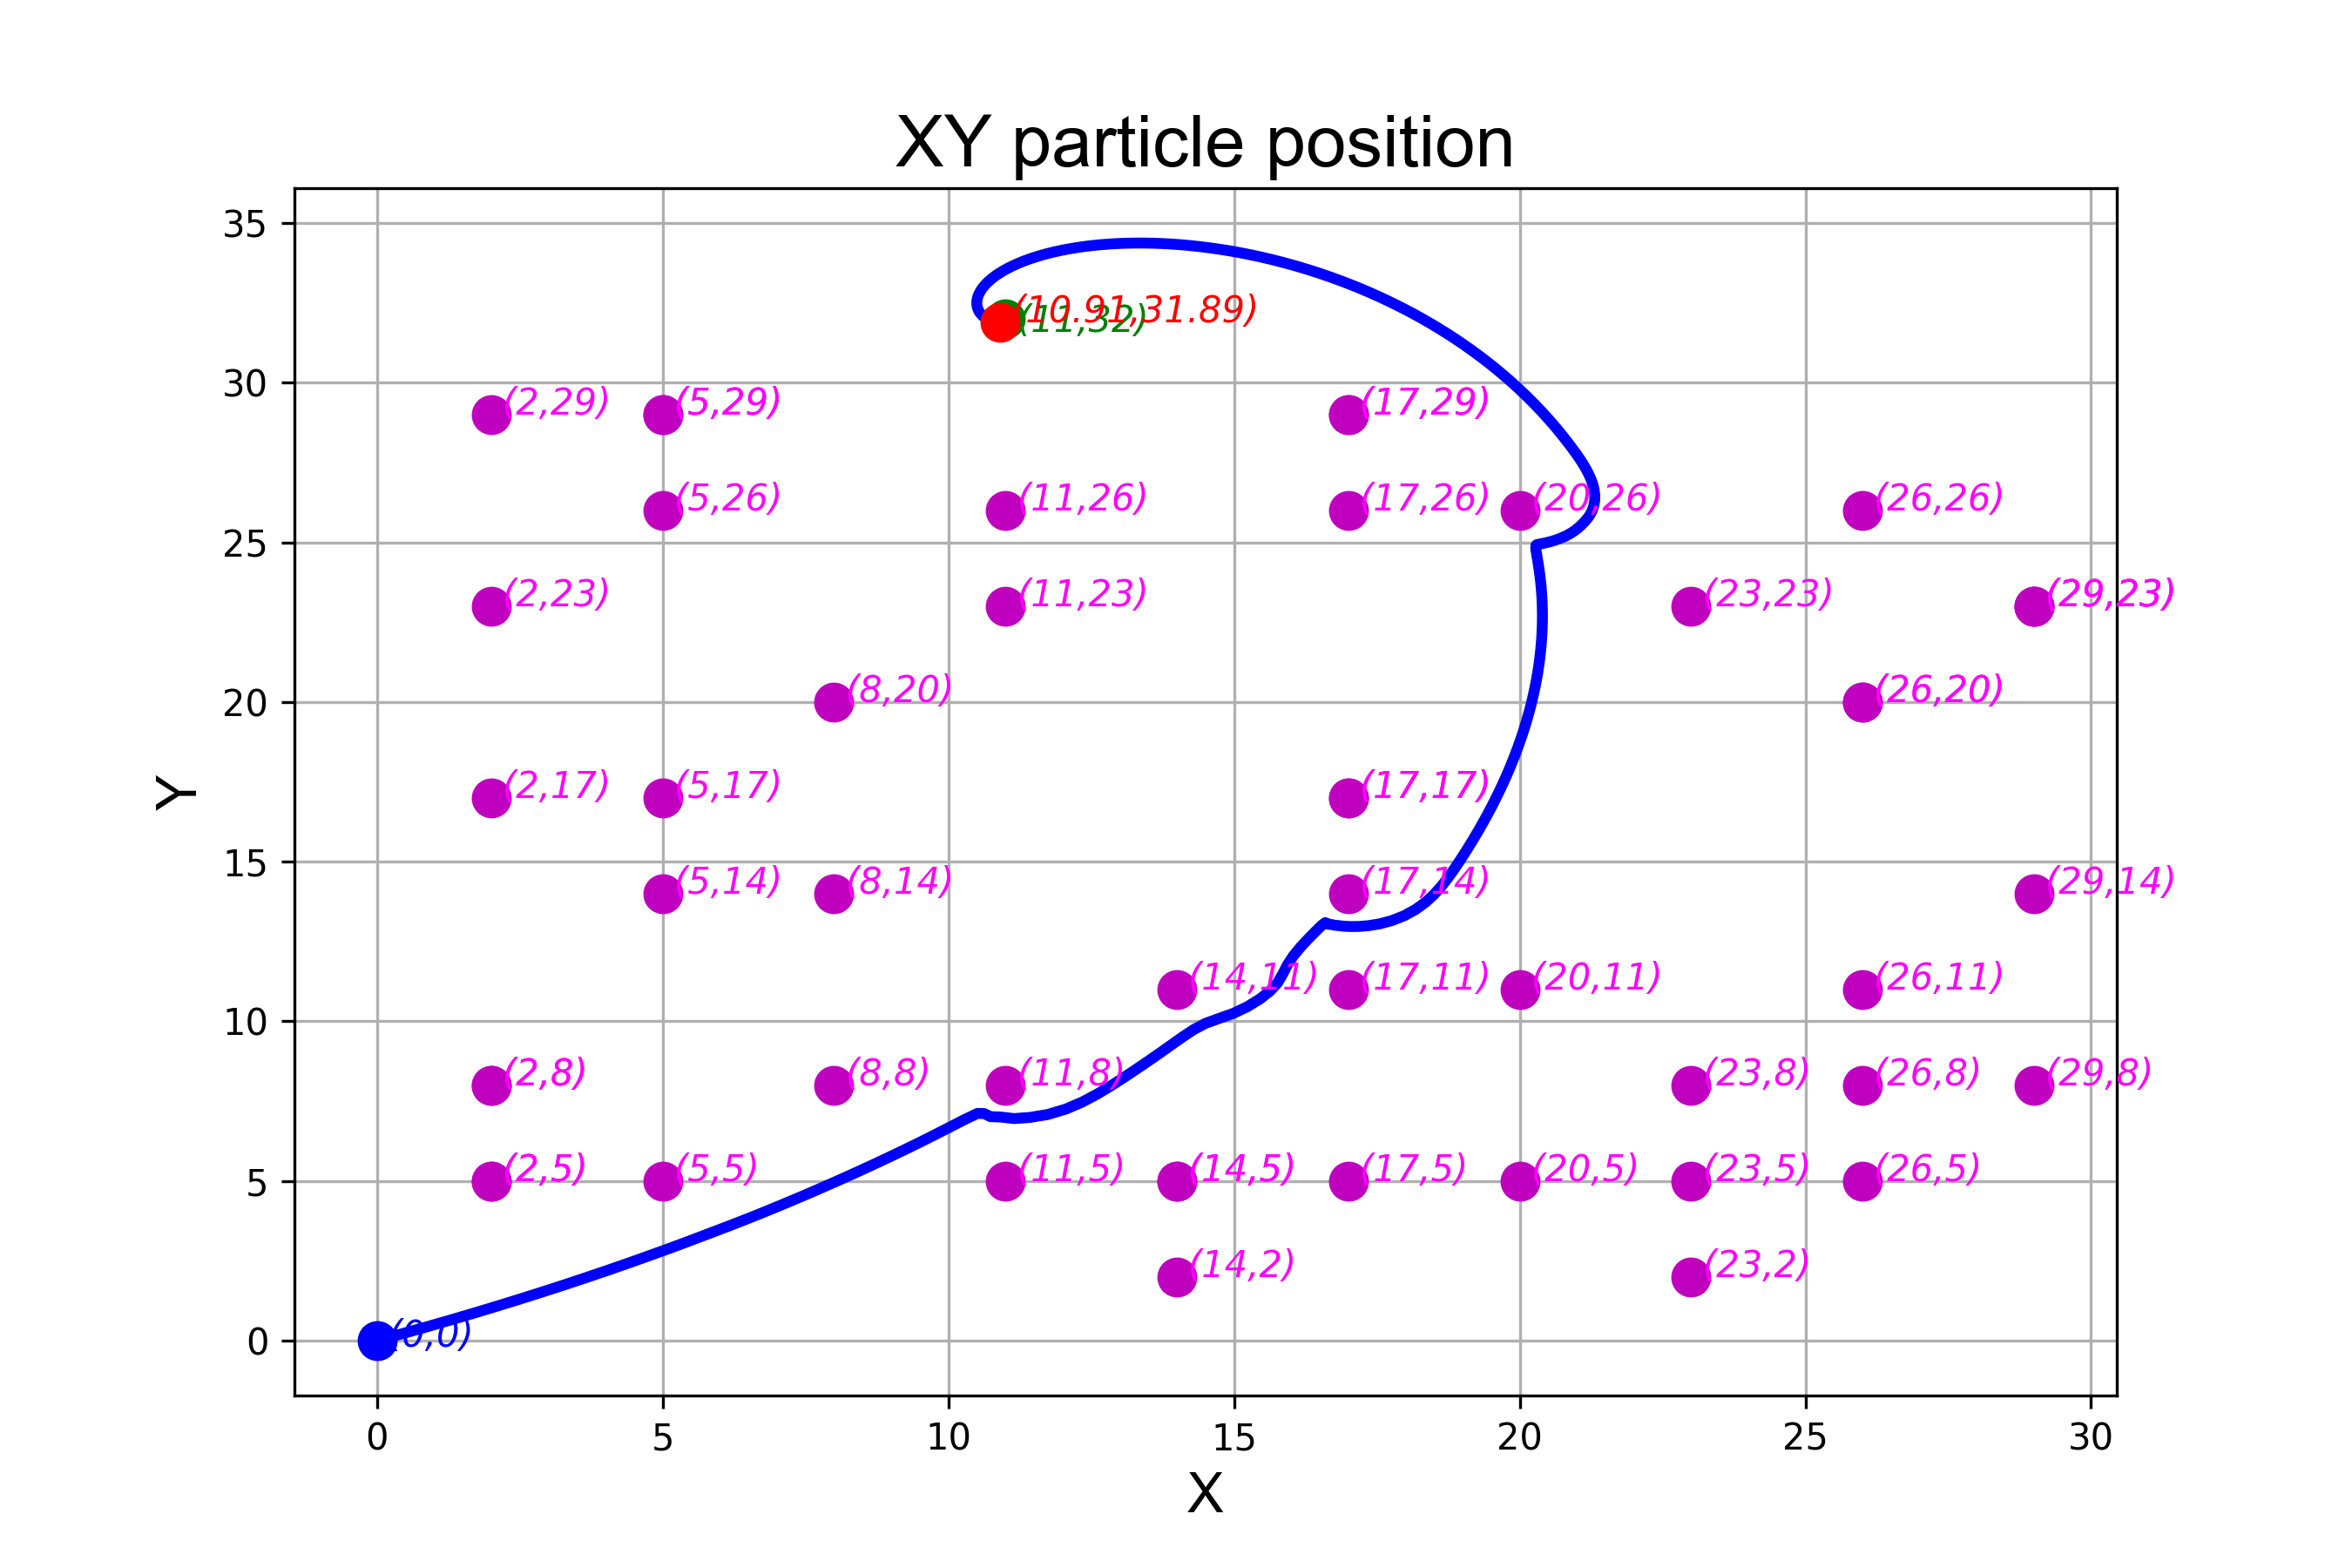 XY particle position
35
(10.91,31.89)
(11,32)
30
(2,29) (5,29) (17,29)
(5,26) (11,26) (17,26) (20,26) (26,26)
25
(2,23) (11,23) (23,23) (29,23)
20 (8,20) (26,20)
Y
(2,17) (5,17) (17,17)
15
(5,14) (8,14) (17,14) (29,14)
(14,11) (17,11) (20,11) (26,11)
10
(2,8) (8,8) (11,8) (23,8) (26,8) (29,8)
5 (2,5) (5,5) (11,5) (14,5) (17,5) (20,5) (23,5) (26,5)
(14,2) (23,2)
0 (0,0)
0 5 10 15 20 25 30
X